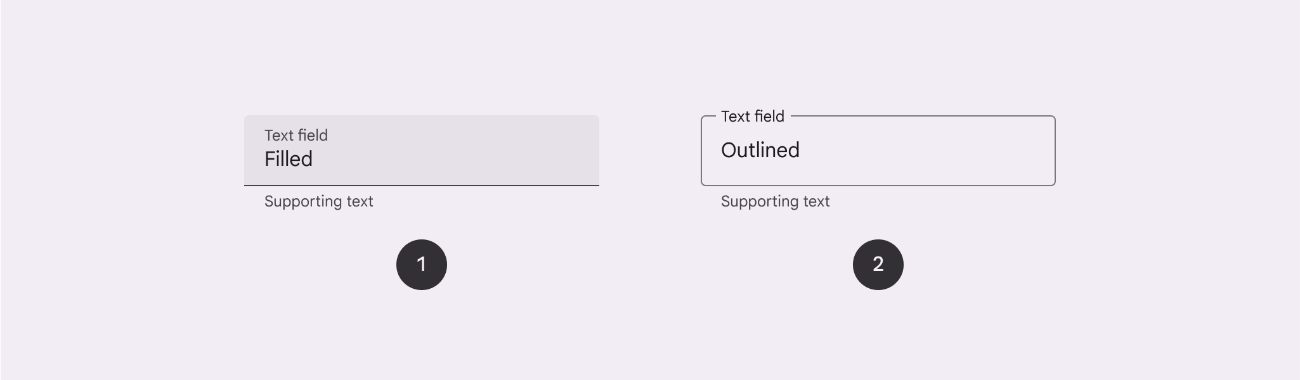 Text field
Filled
Supporting text
1
Text field
Outlined
Supporting text
2